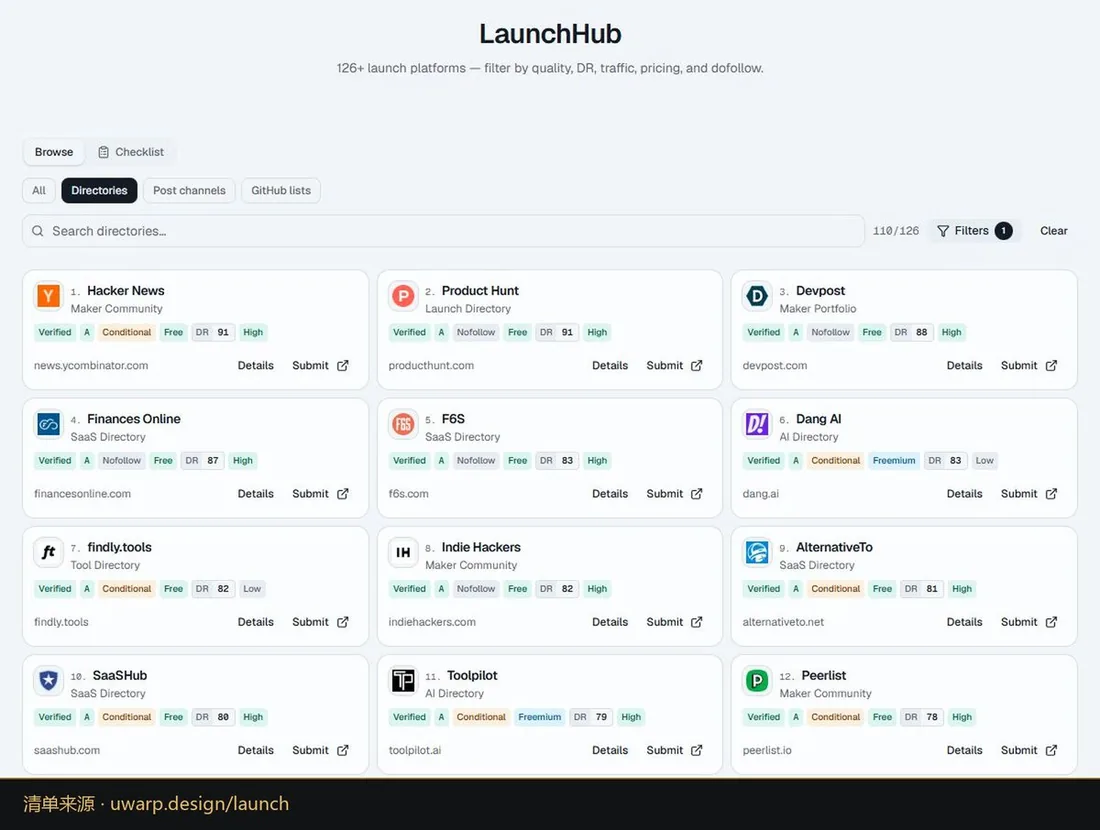 LaunchHub
126+ launch platforms — filter by quality, DR, traffic, pricing, and dofollow.
Browse Checklist
All Directories Post channels GitHub lists
Search directories... 110/126 Filters 1 Clear
Y 1. Hacker News
Maker Community
Verified A Conditional Free DR 91 High
news.ycombinator.com Details Submit
P 2. Product Hunt
Launch Directory
Verified A Nofollow Free DR 91 High
producthunt.com Details Submit
D 3. Devpost
Maker Portfolio
Verified A Nofollow Free DR 88 High
devpost.com Details Submit
4. Finances Online
SaaS Directory
Verified A Nofollow Free DR 87 High
financesonline.com Details Submit
F6S 5. F6S
SaaS Directory
Verified A Nofollow Free DR 83 High
f6s.com Details Submit
D! 6. Dang AI
AI Directory
Verified A Conditional Freemium DR 83 Low
dang.ai Details Submit
ft 7. findly.tools
Tool Directory
Verified A Conditional Free DR 82 Low
findly.tools Details Submit
IH 8. Indie Hackers
Maker Community
Verified A Nofollow Free DR 82 High
indiehackers.com Details Submit
9. AlternativeTo
SaaS Directory
Verified A Conditional Free DR 81 High
alternativeto.net Details Submit
10. SaaSHub
SaaS Directory
Verified A Conditional Free DR 80 High
saashub.com Details Submit
TP 11. Toolpilot
AI Directory
Verified A Conditional Freemium DR 79 High
toolpilot.ai Details Submit
P 12. Peerlist
Maker Community
Verified A Conditional Free DR 78 High
peerlist.io Details Submit
清单来源 · uwarp.design/launch